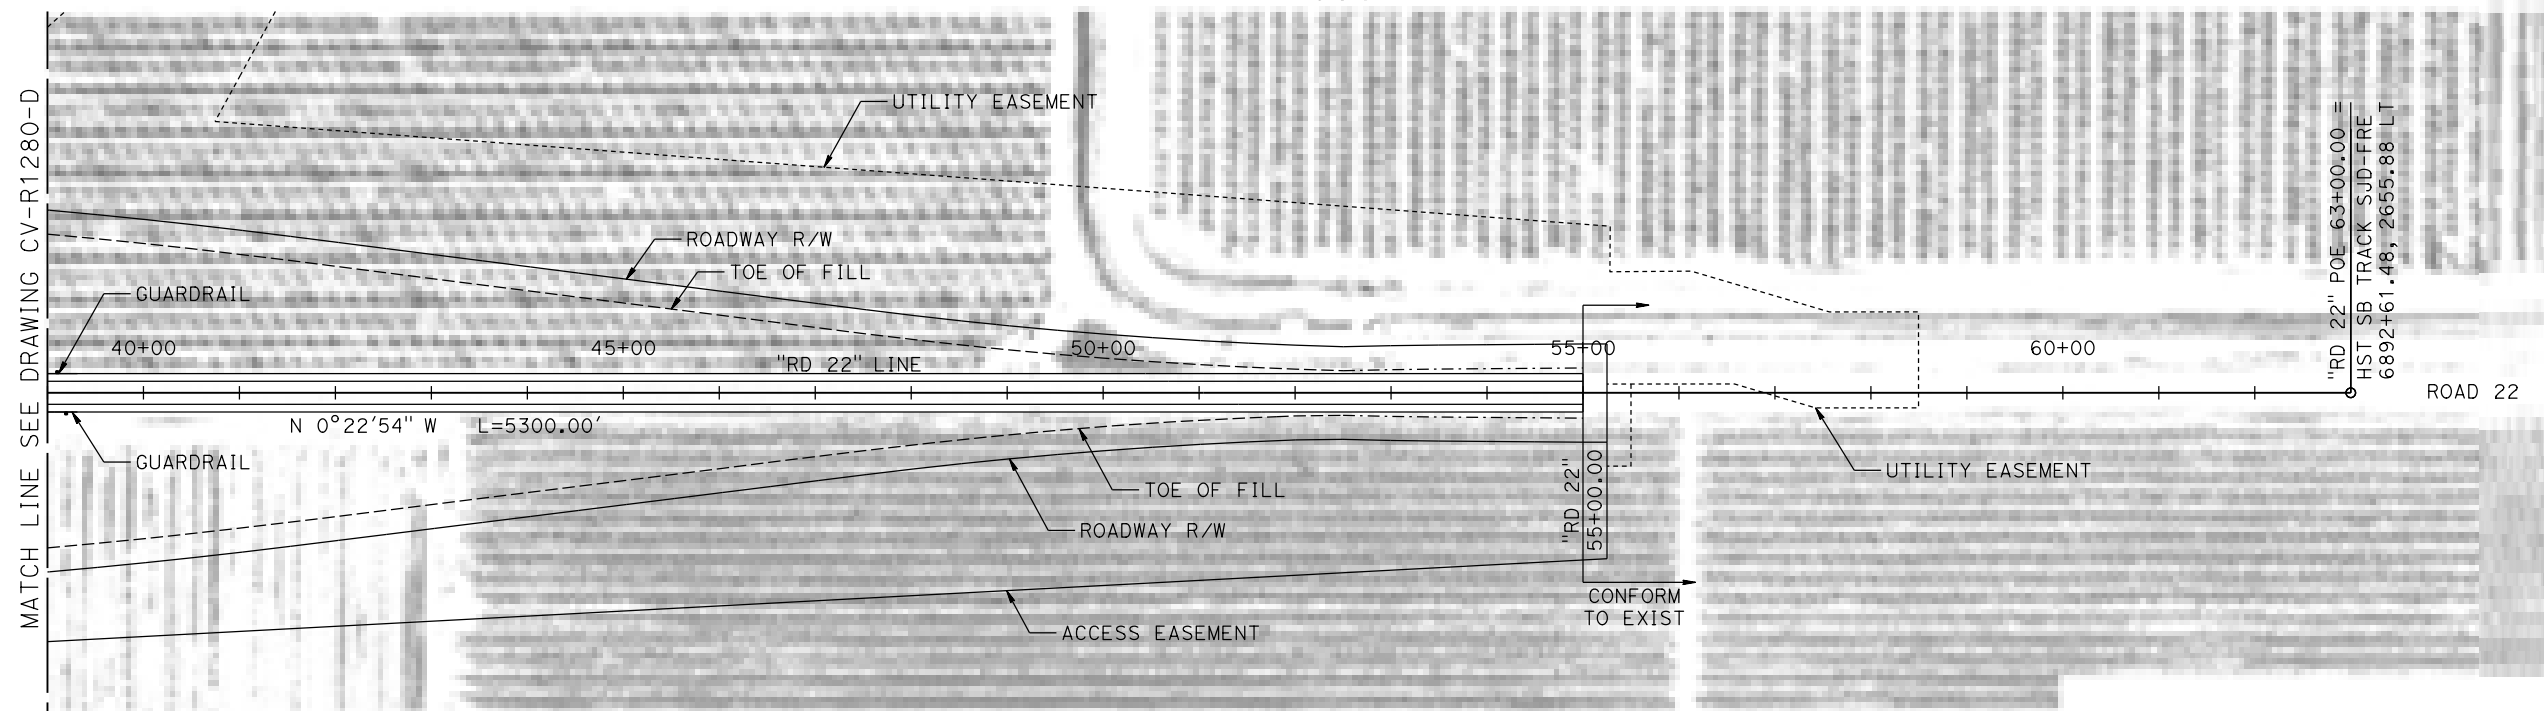 MATCH LINE SEE DRAWING CV-R1280-D
UTILITY EASEMENT
ROADWAY R/W
TOE OF FILL
GUARDRAIL
40+00
45+00
50+00
55+00
60+00
"RD 22" LINE
N 0°22'54" W
L=5300.00'
GUARDRAIL
TOE OF FILL
ROADWAY R/W
ACCESS EASEMENT
"RD 22"
55+00.00
CONFORM
TO EXIST
UTILITY EASEMENT
"RD 22" POE 63+00.00 =
HST SB TRACK SJD-FRE
6892+61.48, 2655.88 LT
ROAD 22